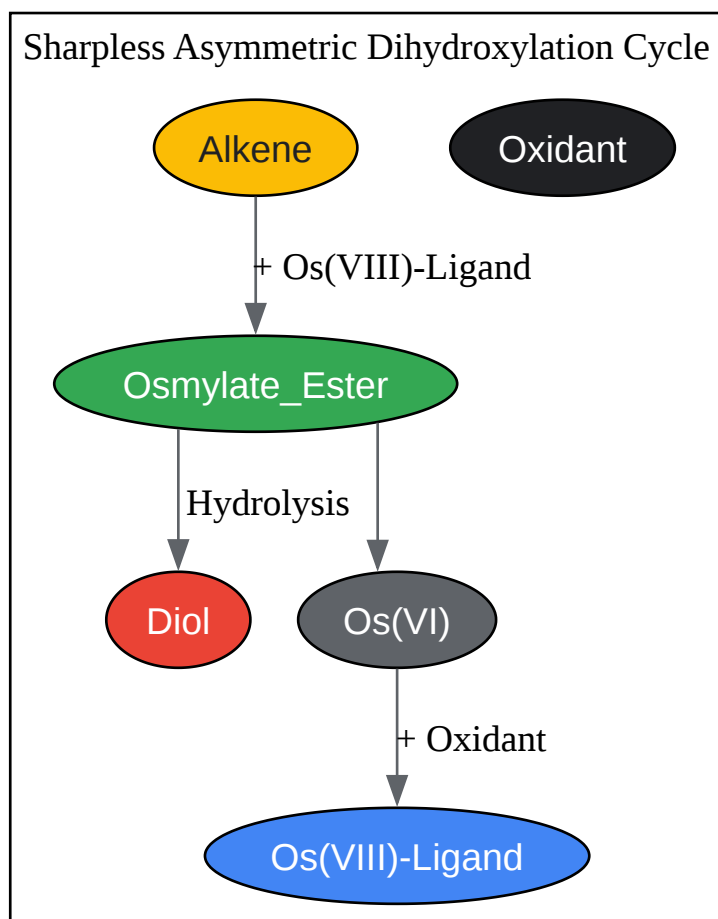 Sharpless Asymmetric Dihydroxylation Cycle
Alkene
Oxidant
+ Os(VIII)-Ligand
Osmylate_Ester
Hydrolysis
Diol
Os(VI)
+ Oxidant
Os(VIII)-Ligand